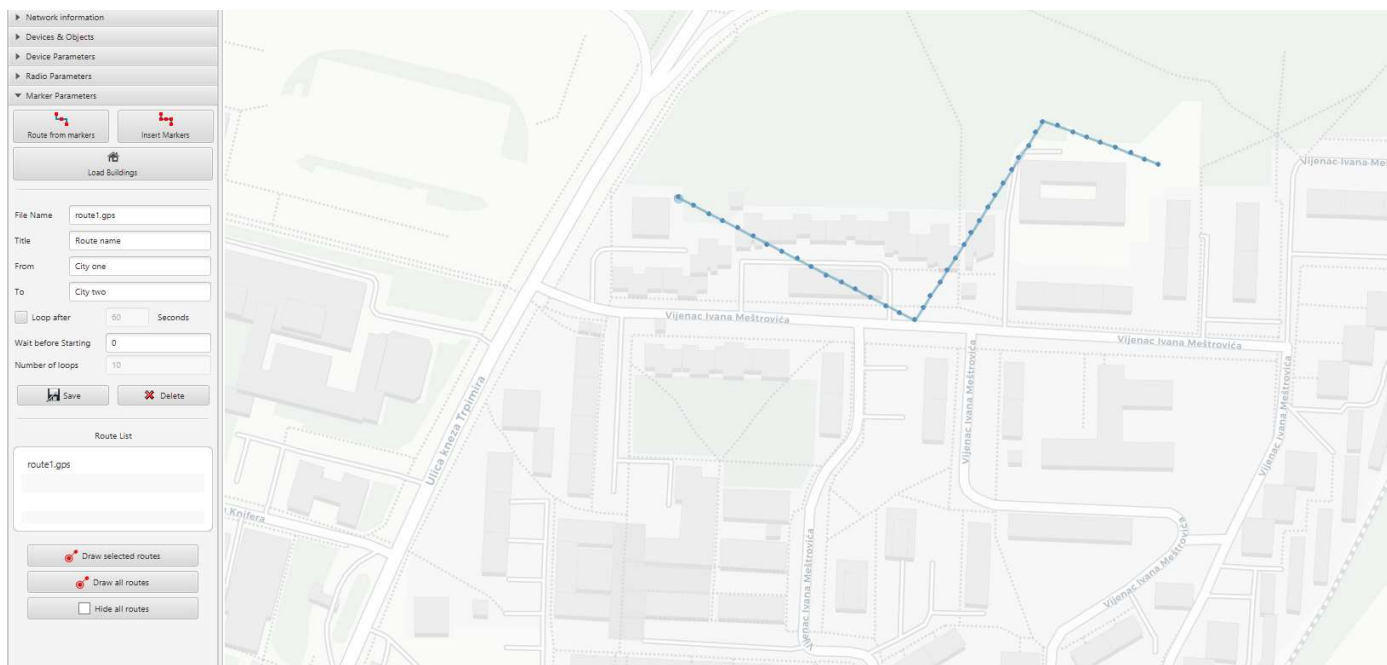 Network information
Devices & Objects
Device Parameters
Radio Parameters
Marker Parameters
Route from markers
Insert Markers
Load Buildings
File Name route1.gps
Title Route name
From City one
To City two
Loop after 60 Seconds
Wait before Starting 0
Number of loops 10
Save
Delete
Route List
route1.gps
Draw selected routes
Draw all routes
Hide all routes
Vijenac Ivana Me
Vijenac Ivana Meštrovića
Vijenac Ivana Meštrovića
Ulica kneza Trpimira
Vijenac Ivana Meštrovića
Vijenac Ivana Meštrovića
Knifera
Vijenac Ivana Meštrovića
Vijenac Ivana Meštrovića